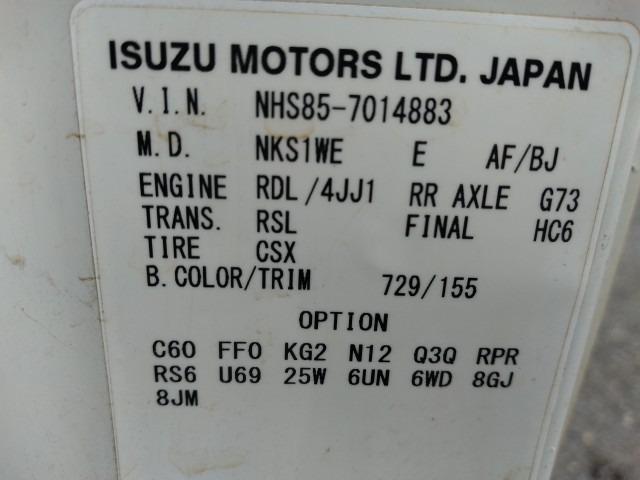 ISUZU MOTORS LTD. JAPAN
V.I.N. NHS85-7014883
M.D. NKS1WE E AF/BJ
ENGINE RDL/4JJ1 RR AXLE G73
TRANS. RSL FINAL HC6
TIRE CSX
B.COLOR/TRIM 729/155
OPTION
C60 FF0 KG2 N12 Q3Q RPR
RS6 U69 25W 6UN 6WD 8GJ
8JM